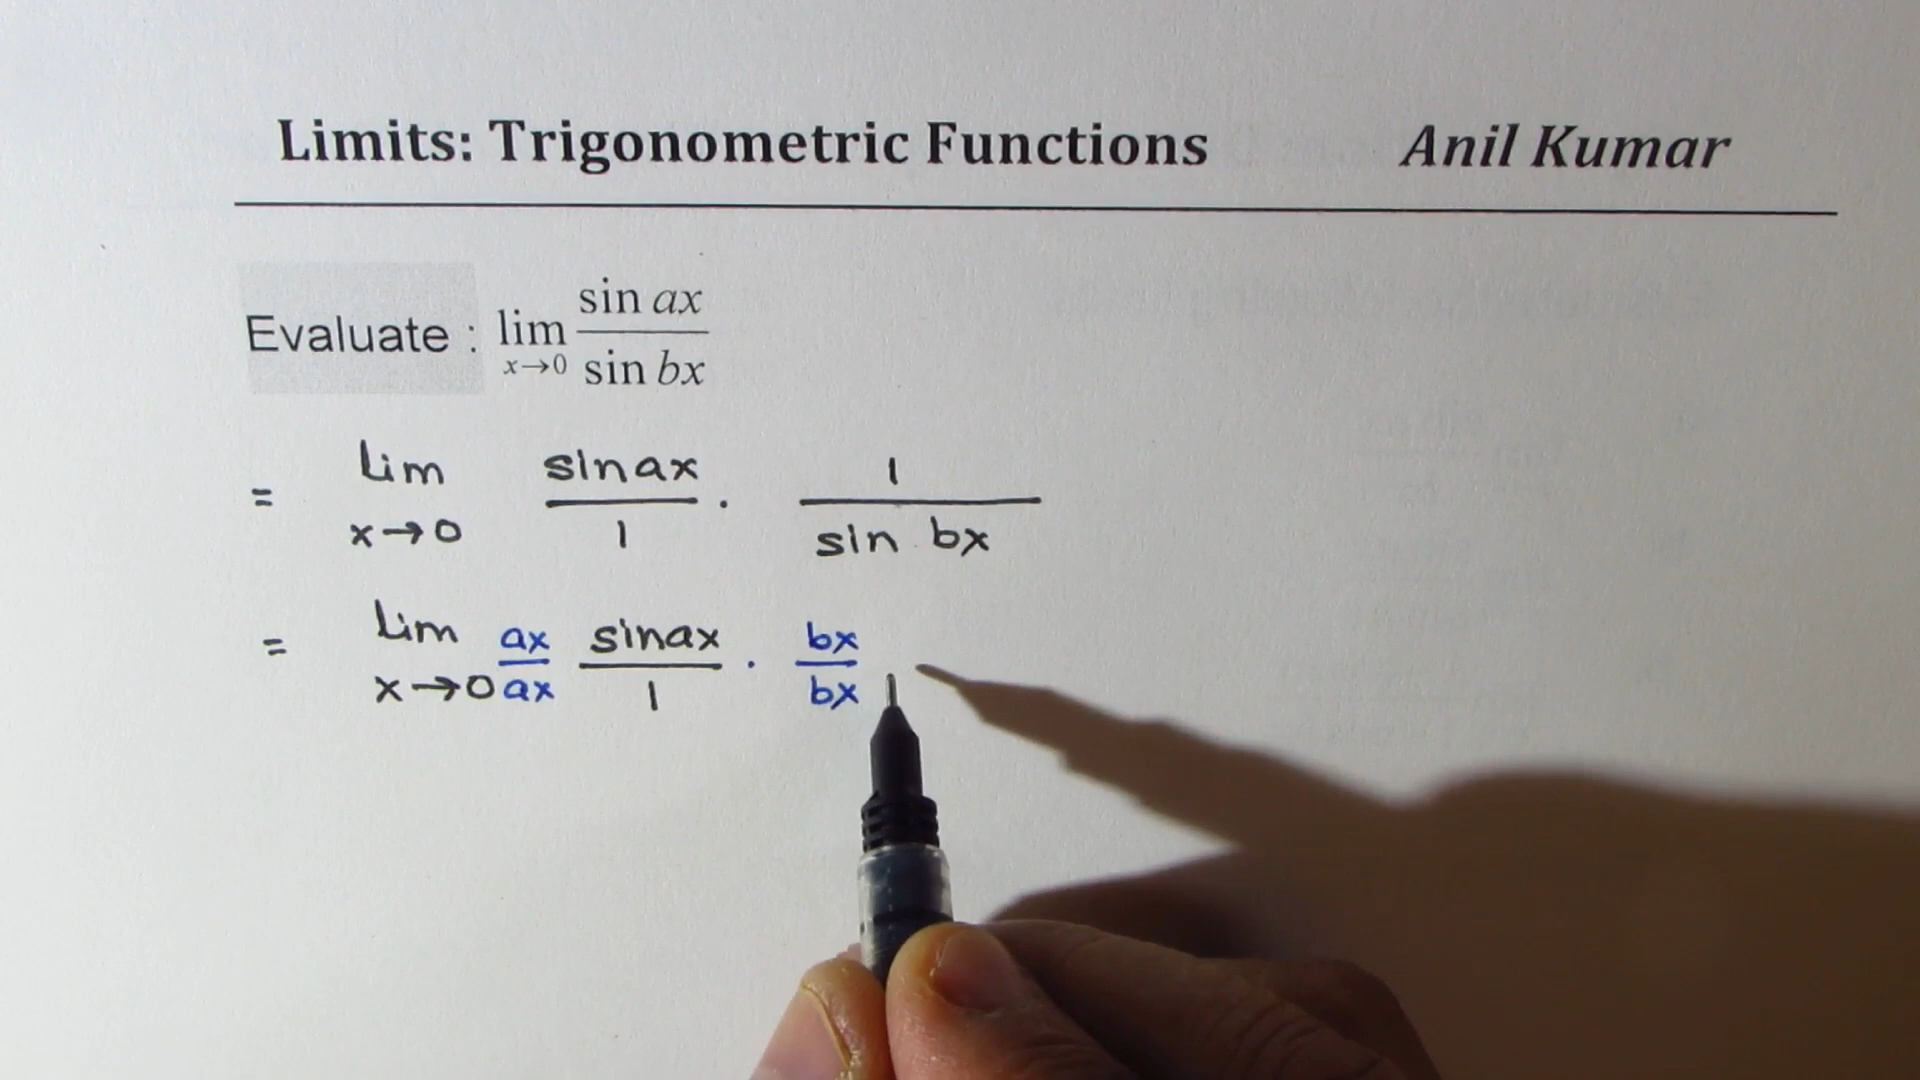 Limits: Trigonometric Functions Anil Kumar
Evaluate : lim x→0 sin ax / sin bx
= Lim x→0 sinax / 1 · 1 / sin bx
= Lim x→0 ax / ax sinax / 1 · bx / bx